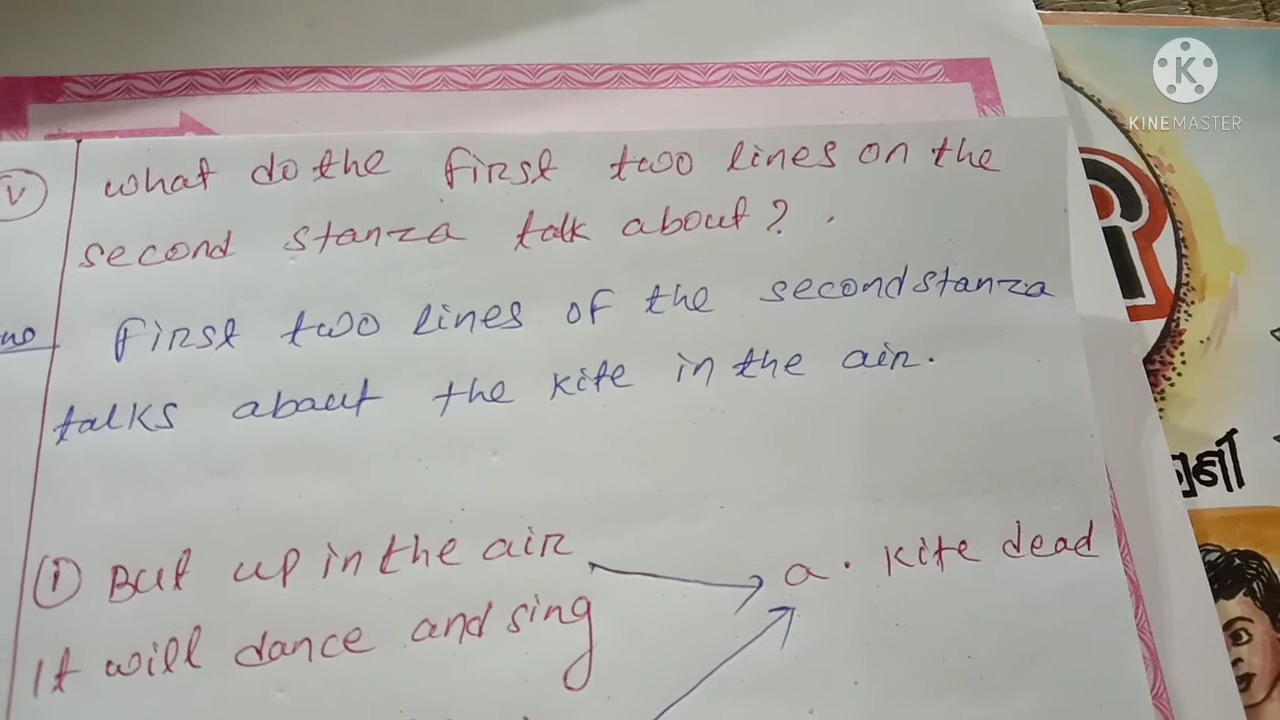 KINEMASTER
V What do the first two lines on the
second stanza talk about?
first two lines of the second stanza
talks about the kite in the air.
(i) But up in the air
a. kite dead
It will dance and sing